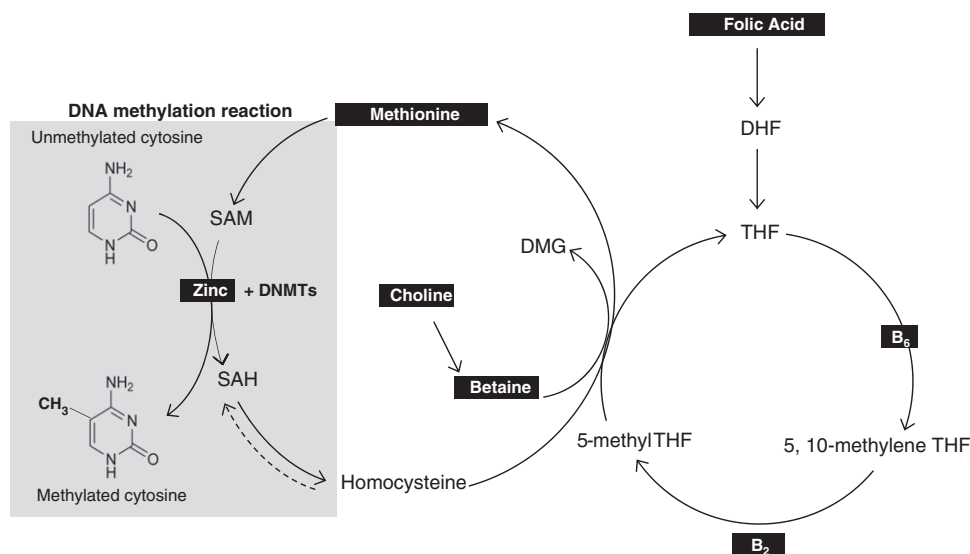 Folic Acid
DNA methylation reaction
Methionine
Unmethylated cytosine
DHF
NH₂
N
N
H
O
SAM
THF
DMG
Zinc + DNMTs
Choline
B₆
SAH
Betaine
NH₂
CH₃
N
N
H
O
5-methylTHF
5, 10-methylene THF
Methylated cytosine
Homocysteine
B₂